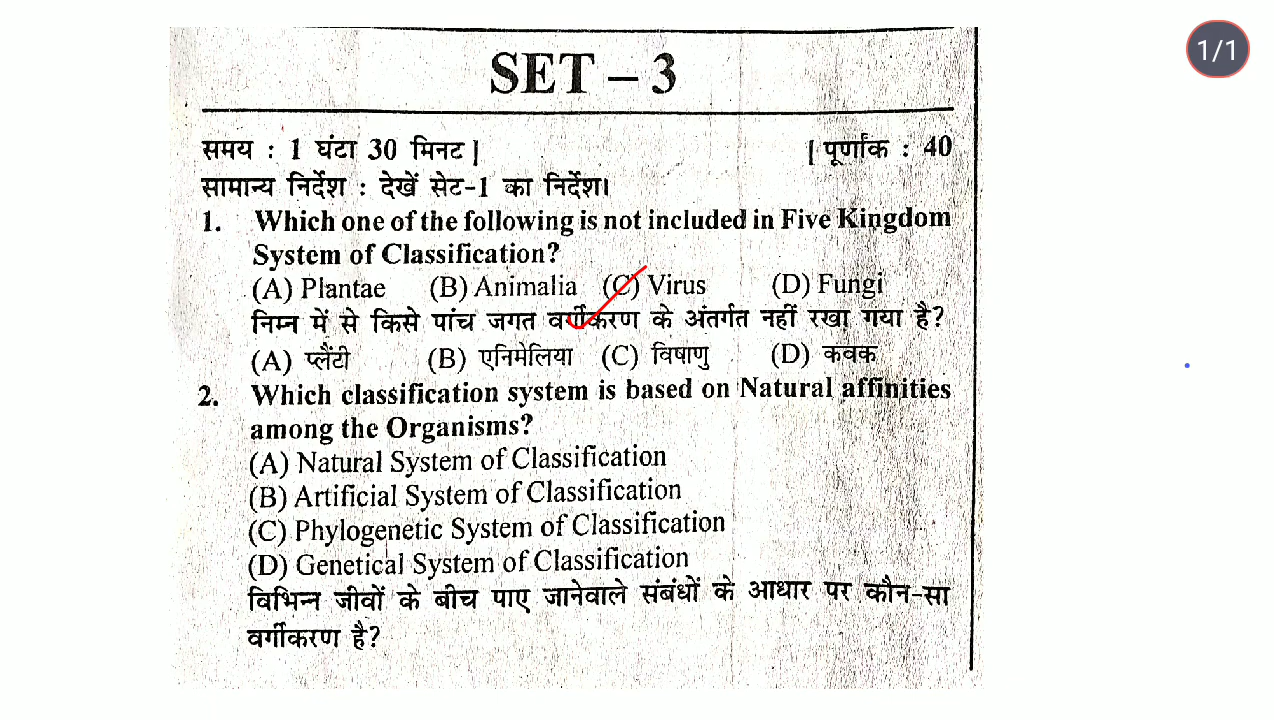 1/1
SET – 3
समय : 1 घंटा 30 मिनट ] [ पूर्णांक : 40
सामान्य निर्देश : देखें सेट-1 का निर्देश।
1. Which one of the following is not included in Five Kingdom
System of Classification?
(A) Plantae (B) Animalia (C) Virus (D) Fungi
निम्न में से किसे पांच जगत वर्गीकरण के अंतर्गत नहीं रखा गया है?
(A) प्लैंटी (B) एनिमेलिया (C) विषाणु (D) कवक
2. Which classification system is based on Natural affinities
among the Organisms?
(A) Natural System of Classification
(B) Artificial System of Classification
(C) Phylogenetic System of Classification
(D) Genetical System of Classification
विभिन्न जीवों के बीच पाए जानेवाले संबंधों के आधार पर कौन-सा
वर्गीकरण है?